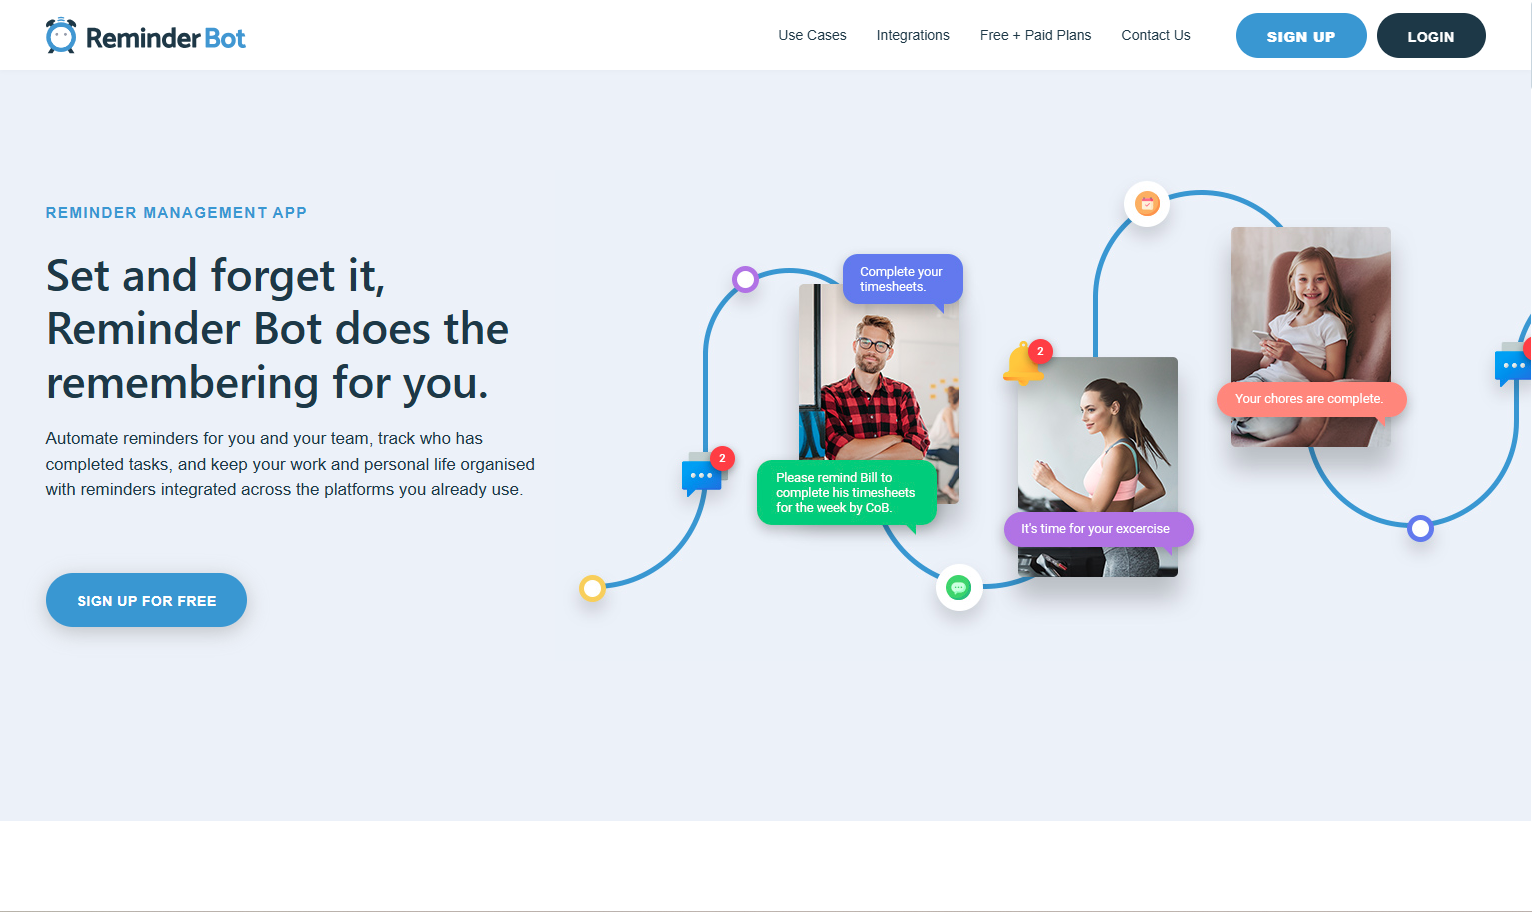 Reminder Bot
Use Cases
Integrations
Free + Paid Plans
Contact Us
SIGN UP
LOGIN
REMINDER MANAGEMENT APP
Set and forget it,
Reminder Bot does the
remembering for you.
Automate reminders for you and your team, track who has
completed tasks, and keep your work and personal life organised
with reminders integrated across the platforms you already use.
SIGN UP FOR FREE
Complete your
timesheets.
2
Please remind Bill to
complete his timesheets
for the week by CoB.
2
It's time for your excercise
Your chores are complete.